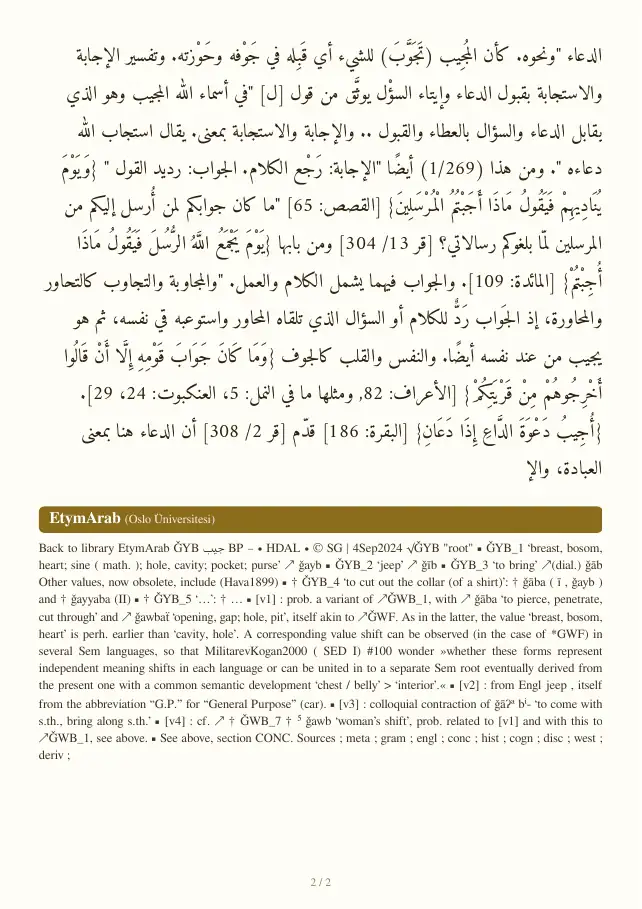 الدعاء "ونحوه. كأن المُجِيب (تَجَوَّبَ) للشيء أي قَبِله في جَوْفه وحَوْزته. وتفسير الإجابة
والاستجابة بقبول الدعاء وإيتاء السؤْل يوثَّق من قول [ل] "في أسماء الله المجيب وهو الذي
يقابل الدعاء والسؤال بالعطاء والقبول .. والإجابة والاستجابة بمعنى. يقال استجاب الله
دعاءه ". ومن هذا (1/269) أيضًا "الإجابة: رَجْع الكلام. الجواب: رديد القول " {وَيَوْمَ
يُنَادِيهِمْ فَيَقُولُ مَاذَا أَجَبْتُمُ الْمُرْسَلِينَ} [القصص: 65] "ما كان جوابكم لمن أُرسل إليكم من
المرسلين لمّا بلغوكم رسالاتي؟ [قر 13/ 304] ومن بابها {يَوْمَ يَجْمَعُ اللَّهُ الرُّسُلَ فَيَقُولُ مَاذَا
أُجِبْتُمْ} [المائدة: 109]. والجواب فيهما يشمل الكلام والعمل. "والمجاوبة والتجاوب كالتحاور
والمحاورة، إذ الجَواب رَدٌّ للكلام أو السؤال الذي تلقاه المحاور واستوعبه في نفسه، ثم هو
يجيب من عند نفسه أيضًا. والنفس والقلب كالجوف {وَمَا كَانَ جَوَابَ قَوْمِهِ إِلَّا أَنْ قَالُوا
أَخْرِجُوهُمْ مِنْ قَرْيَتِكُمْ} [الأعراف: 82, ومثلها ما في النمل: 5، العنكبوت: 24، 29].
{أُجِيبُ دَعْوَةَ الدَّاعِ إِذَا دَعَانِ} [البقرة: 186] قدّم [قر 2/ 308] أن الدعاء هنا بمعنى
العبادة، والإ
EtymArab (Oslo Üniversitesi)
Back to library EtymArab ǦYB جيب BP – • HDAL • © SG | 4Sep2024 √ǦYB "root" ▪ ǦYB_1 ‘breast, bosom,
heart; sine ( math. ); hole, cavity; pocket; purse’ ↗ ǧayb ▪ ǦYB_2 ‘jeep’ ↗ ǧīb ▪ ǦYB_3 ‘to bring’ ↗(dial.) ǧāb
Other values, now obsolete, include (Hava1899) ▪ † ǦYB_4 ‘to cut out the collar (of a shirt)’: † ǧāba ( ī , ǧayb )
and † ǧayyaba (II) ▪ † ǦYB_5 ‘…’: † … ▪ [v1] : prob. a variant of ↗ǦWB_1, with ↗ ǧāba ‘to pierce, penetrate,
cut through’ and ↗ ǧawbaẗ ‘opening, gap; hole, pit’, itself akin to ↗ǦWF. As in the latter, the value ‘breast, bosom,
heart’ is perh. earlier than ‘cavity, hole’. A corresponding value shift can be observed (in the case of *GWF) in
several Sem languages, so that MilitarevKogan2000 ( SED I) #100 wonder »whether these forms represent
independent meaning shifts in each language or can be united in to a separate Sem root eventually derived from
the present one with a common semantic development ‘chest / belly’ > ‘interior’.« ▪ [v2] : from Engl jeep , itself
from the abbreviation “G.P.” for “General Purpose” (car). ▪ [v3] : colloquial contraction of ǧāʔᵃ bⁱ- ‘to come with
s.th., bring along s.th.’ ▪ [v4] : cf. ↗ † ǦWB_7 † ⁵ ǧawb ‘woman’s shift’, prob. related to [v1] and with this to
↗ǦWB_1, see above. ▪ See above, section CONC. Sources ; meta ; gram ; engl ; conc ; hist ; cogn ; disc ; west ;
deriv ;
2 / 2